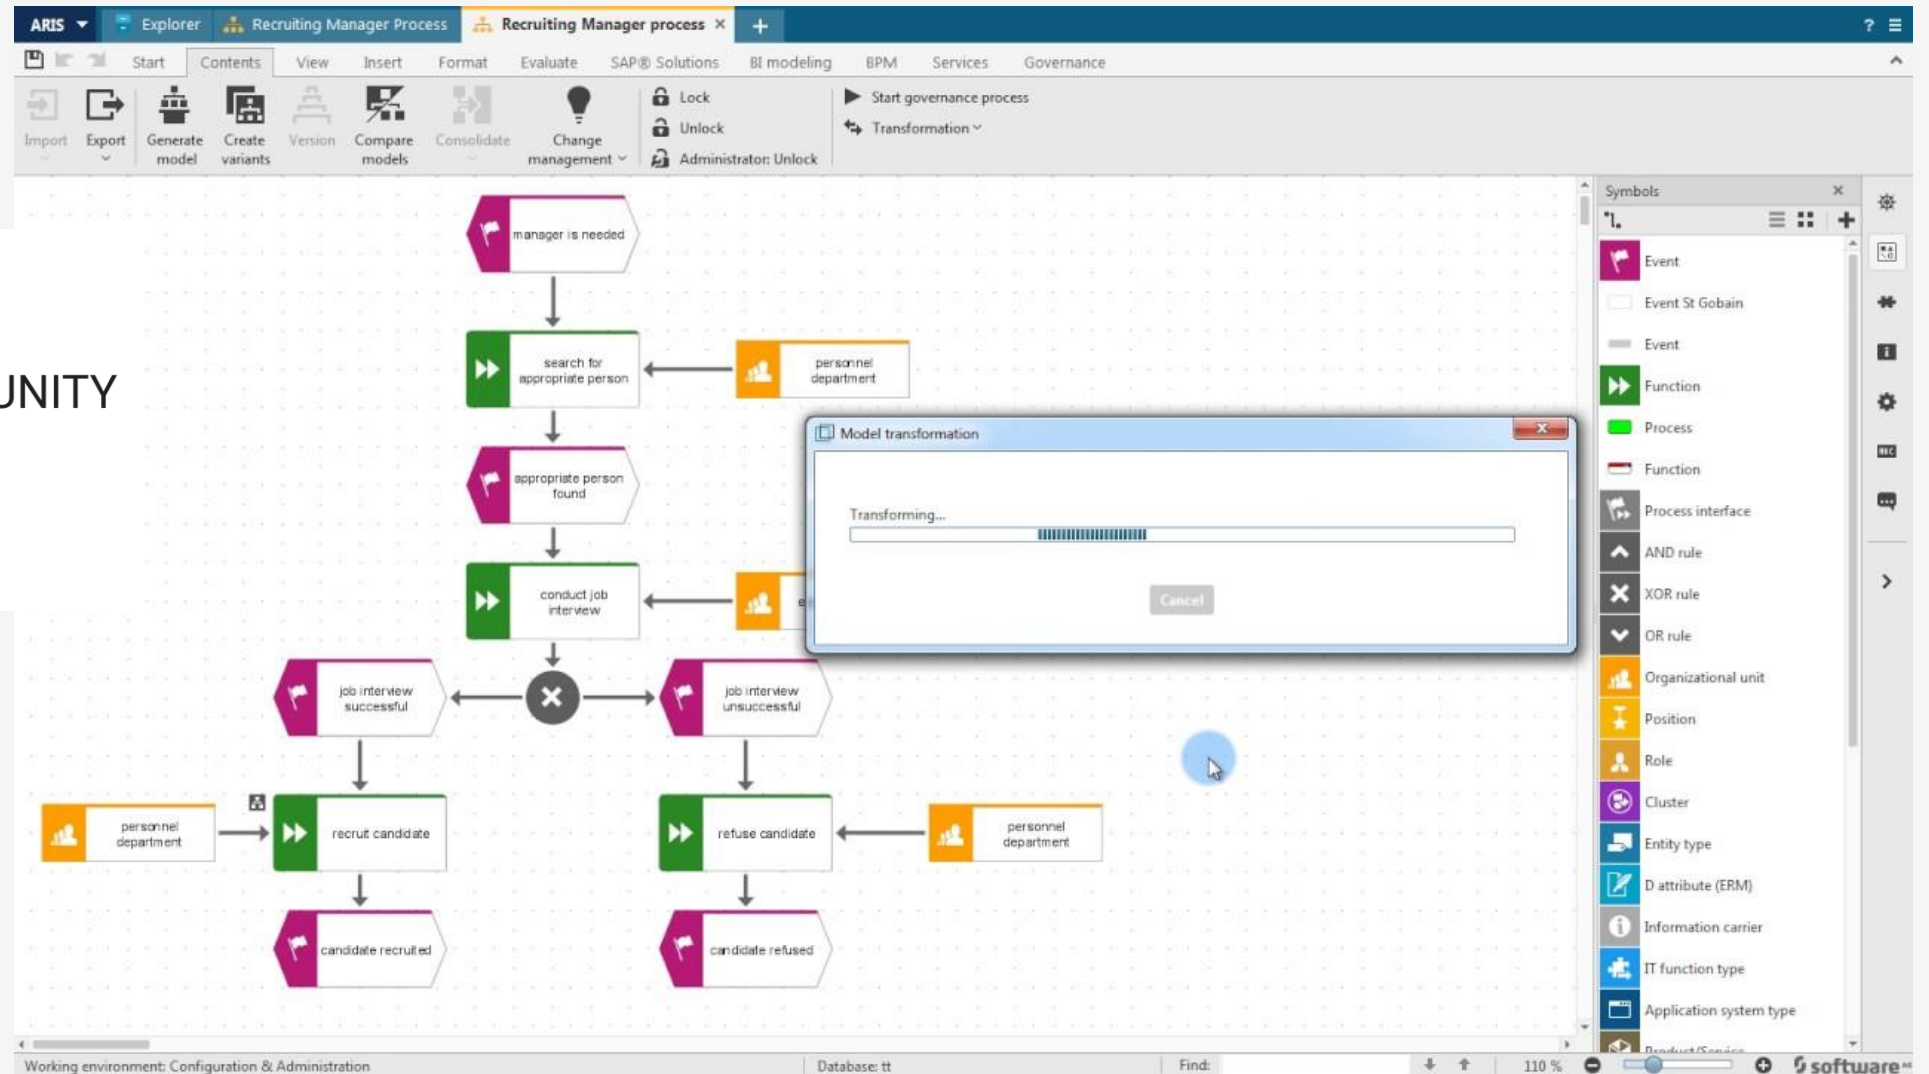 ARIS
Explorer
Recruiting Manager Process
Recruiting Manager process
?
Start
Contents
View
Insert
Format
Evaluate
SAP® Solutions
BI modeling
BPM
Services
Governance
Import
Export
Generate
model
Create
variants
Version
Compare
models
Consolidate
Change
management
Lock
Unlock
Administrator: Unlock
Start governance process
Transformation
UNITY
manager is needed
search for
appropriate person
personnel
department
appropriate person
found
conduct job
interview
job interview
successful
job interview
unsuccessful
personnel
department
recruit candidate
refuse candidate
personnel
department
candidate recruited
candidate refused
Model transformation
Transforming...
Cancel
Symbols
Event
Event St Gobain
Event
Function
Process
Function
Process interface
AND rule
XOR rule
OR rule
Organizational unit
Position
Role
Cluster
Entity type
D attribute (ERM)
Information carrier
IT function type
Application system type
Product/Service
Working environment: Configuration & Administration
Database: tt
Find:
110 %
software AG